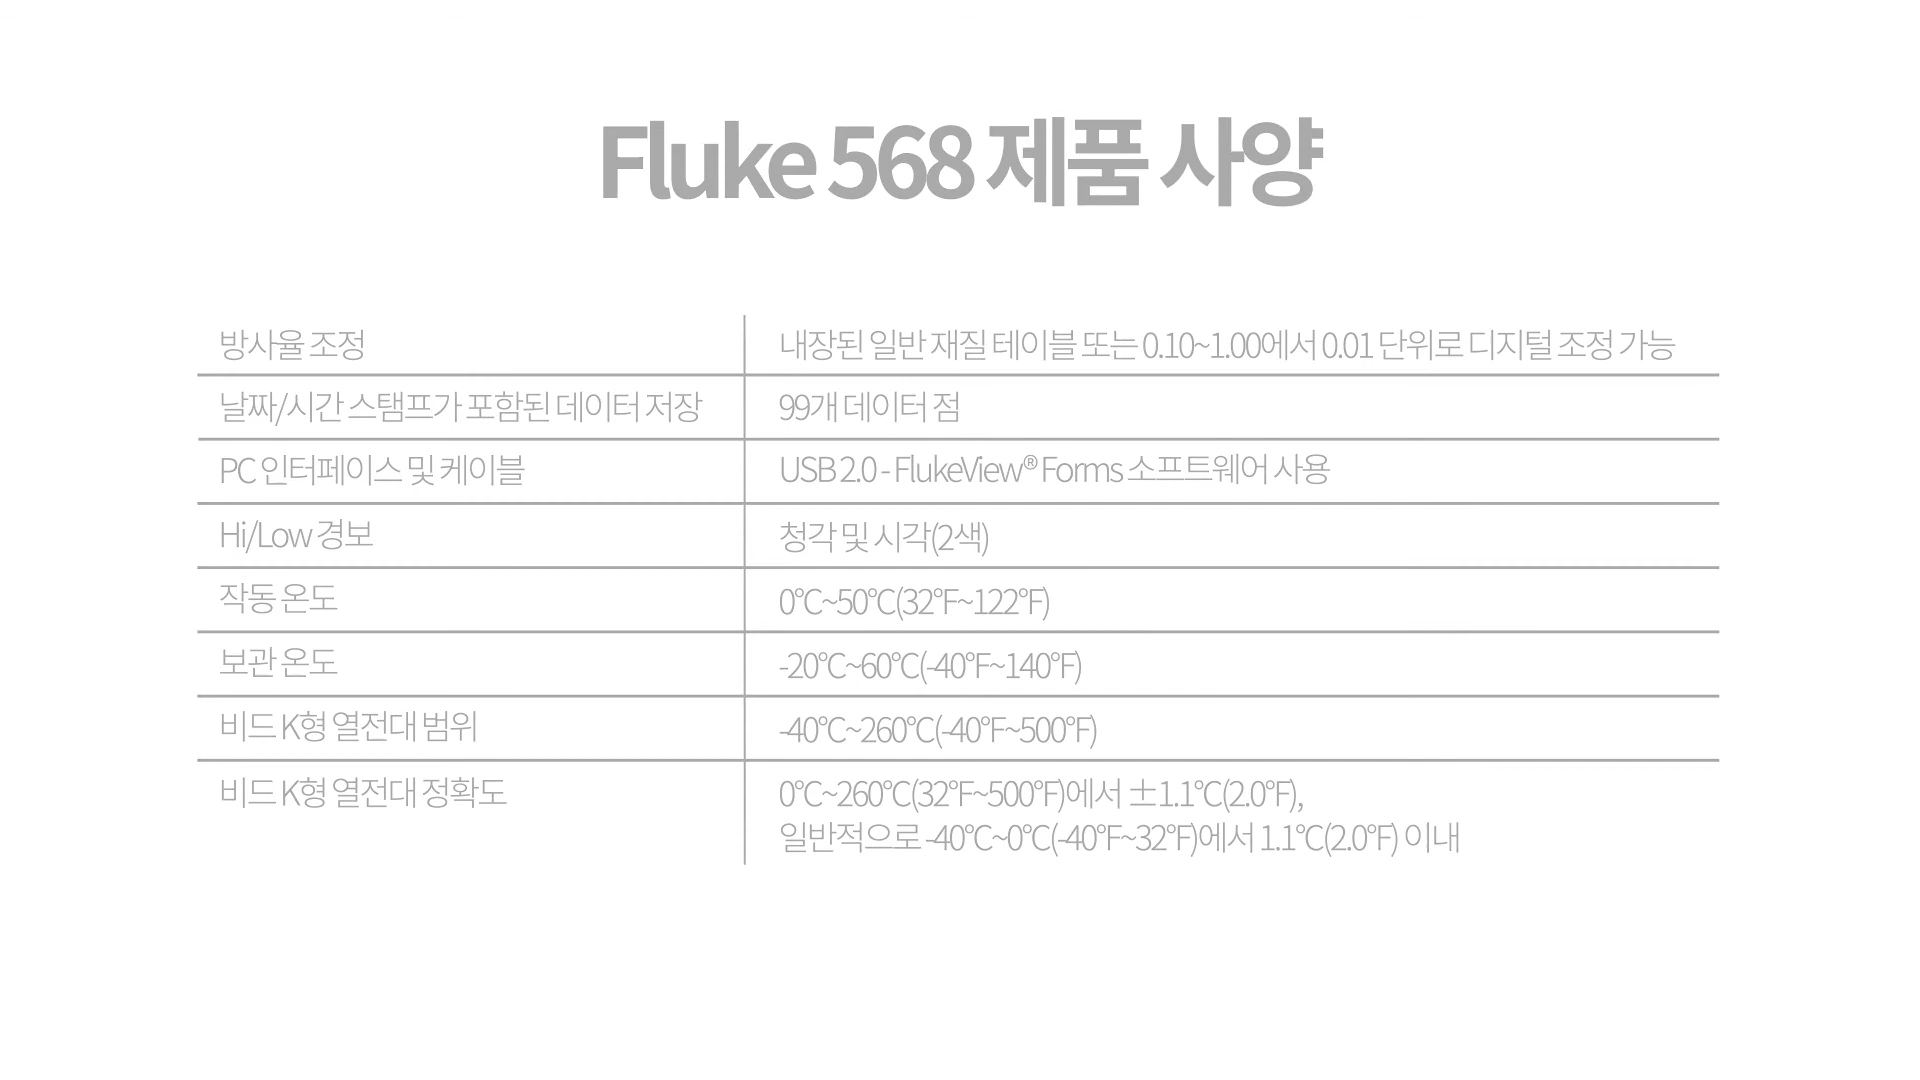 Fluke 568 제품 사양
방사율 조정 내장된 일반 재질 테이블 또는 0.10~1.00에서 0.01 단위로 디지털 조정 가능
날짜/시간 스탬프가 포함된 데이터 저장 99개 데이터 점
PC 인터페이스 및 케이블 USB 2.0 - FlukeView® Forms 소프트웨어 사용
Hi/Low 경보 청각 및 시각(2색)
작동 온도 0°C~50°C(32°F~122°F)
보관 온도 -20°C~60°C(-40°F~140°F)
비드 K형 열전대 범위 -40°C~260°C(-40°F~500°F)
비드 K형 열전대 정확도 0°C~260°C(32°F~500°F)에서 ±1.1°C(2.0°F),
일반적으로 -40°C~0°C(-40°F~32°F)에서 1.1°C(2.0°F) 이내